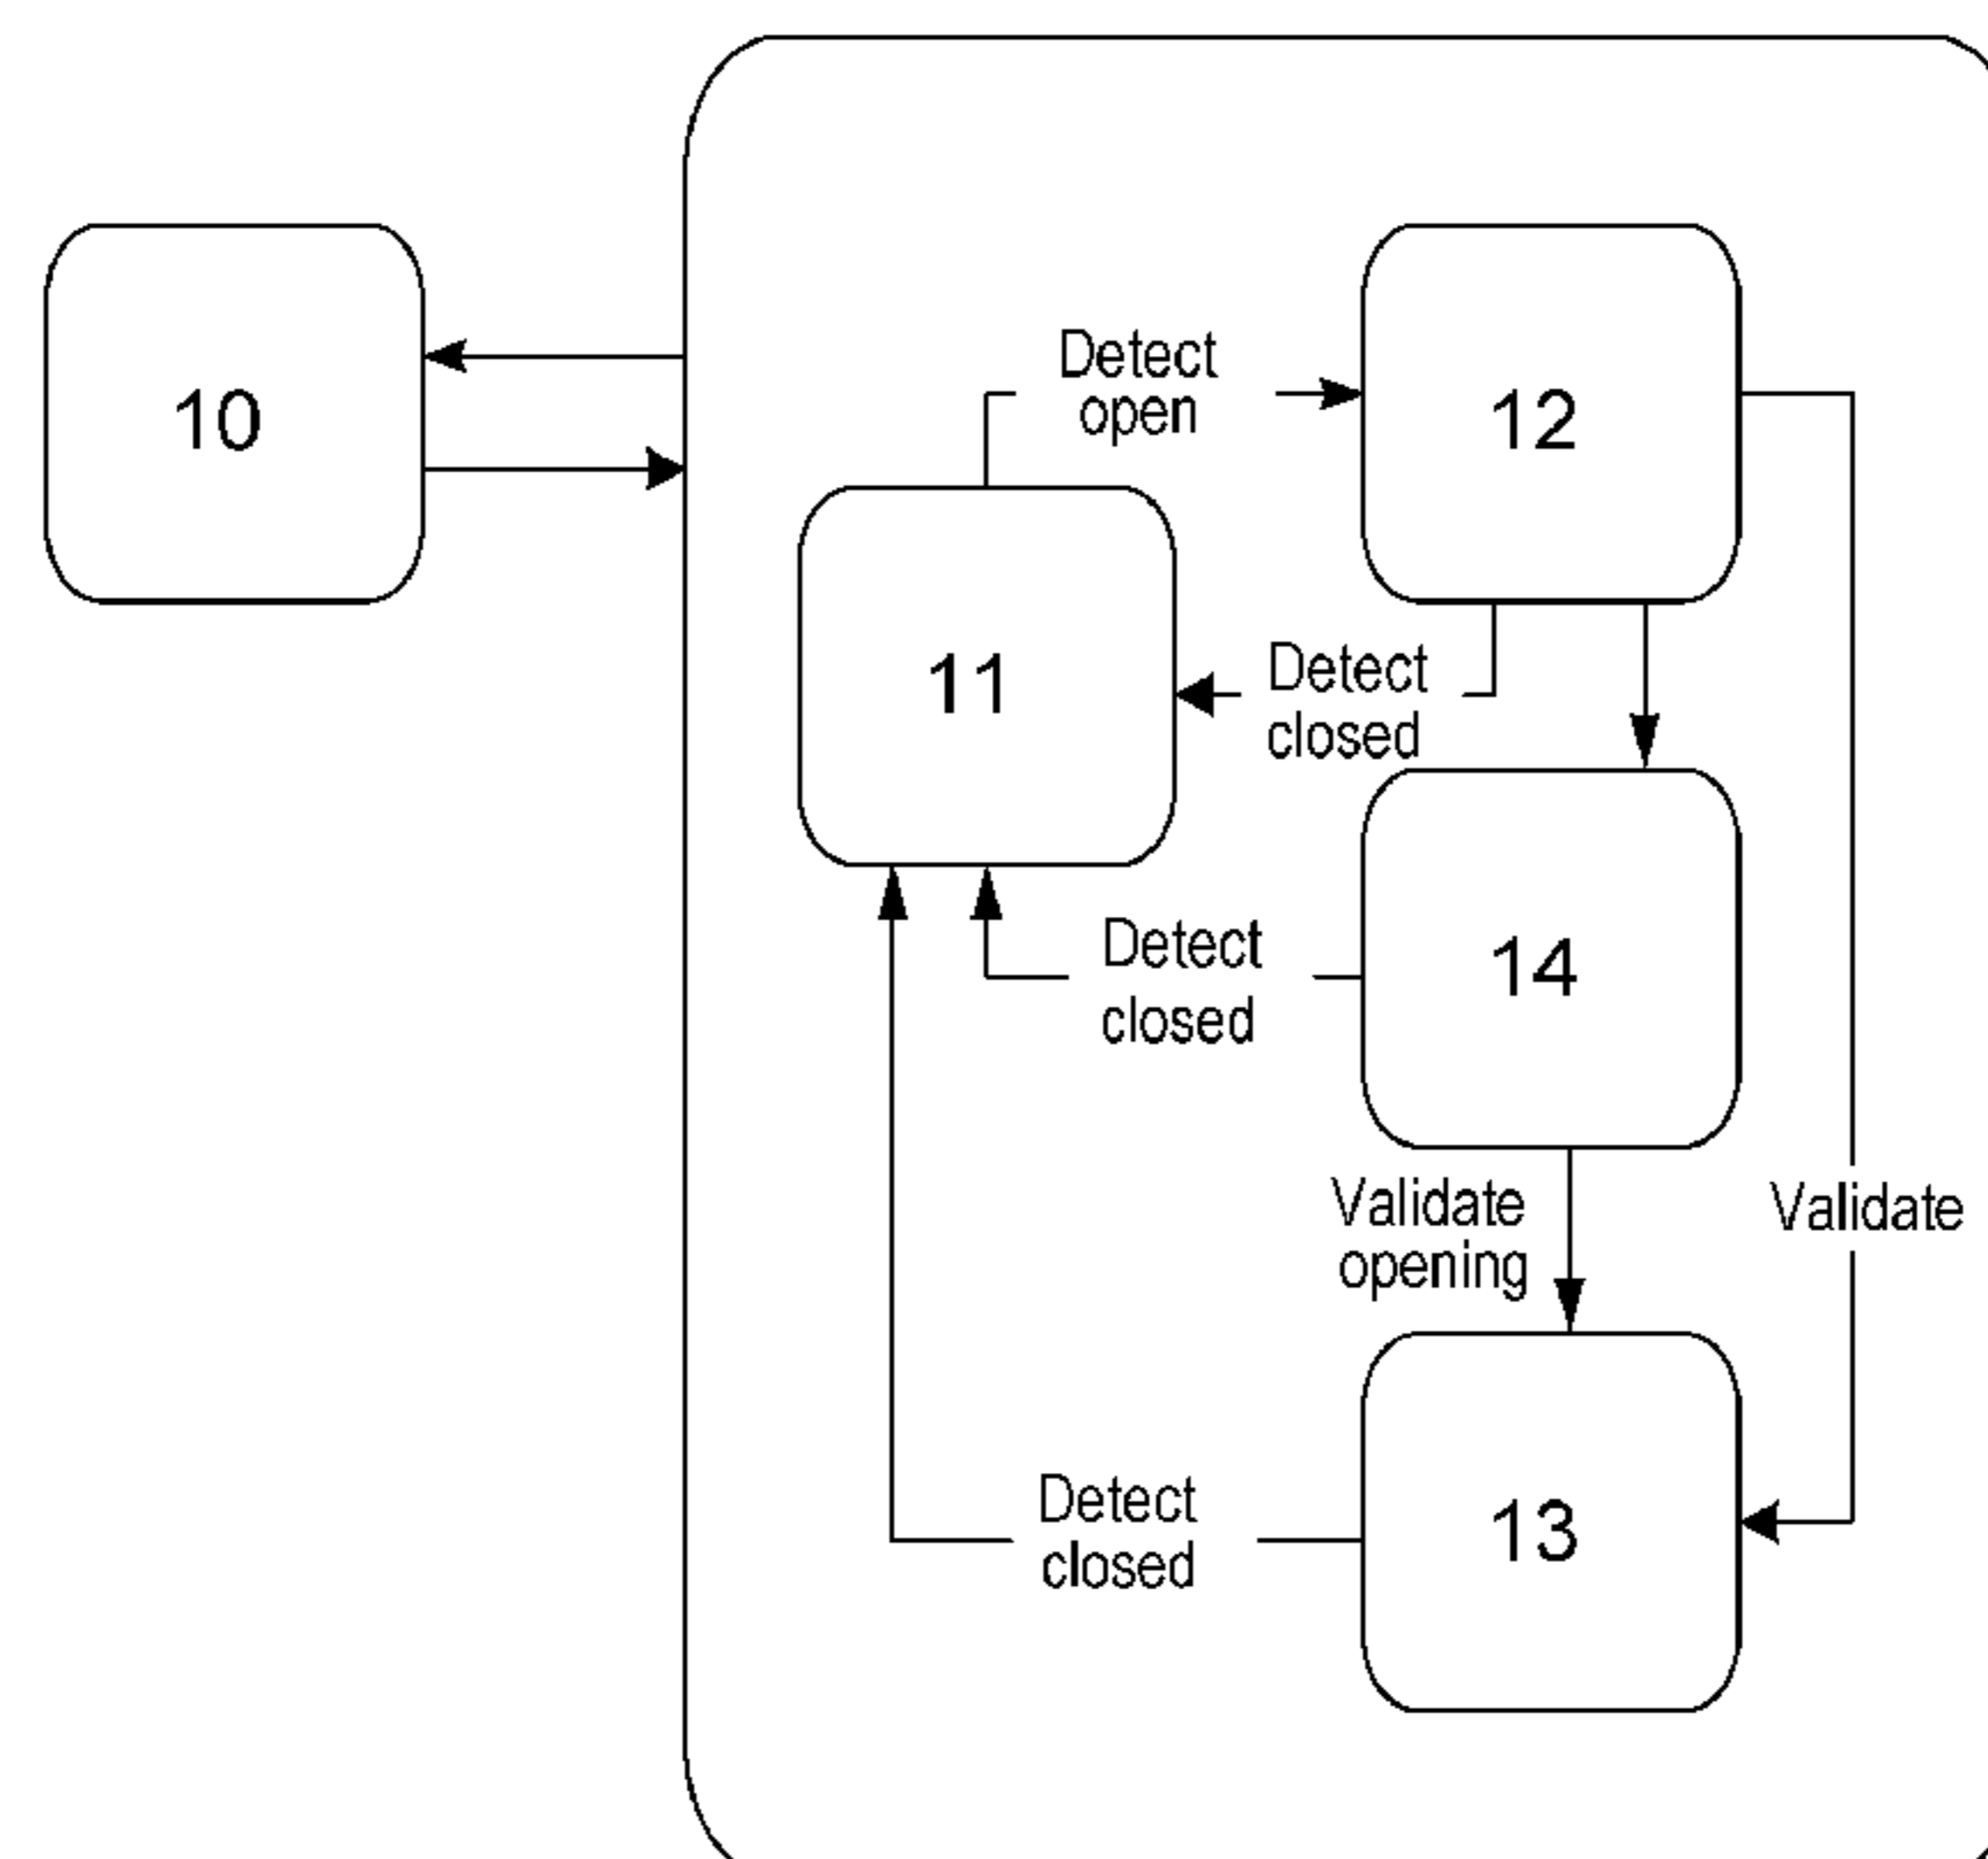 Detect
open
12
10
11
Detect
closed
14
Detect
closed
Validate
opening
Validate
Detect
closed
13